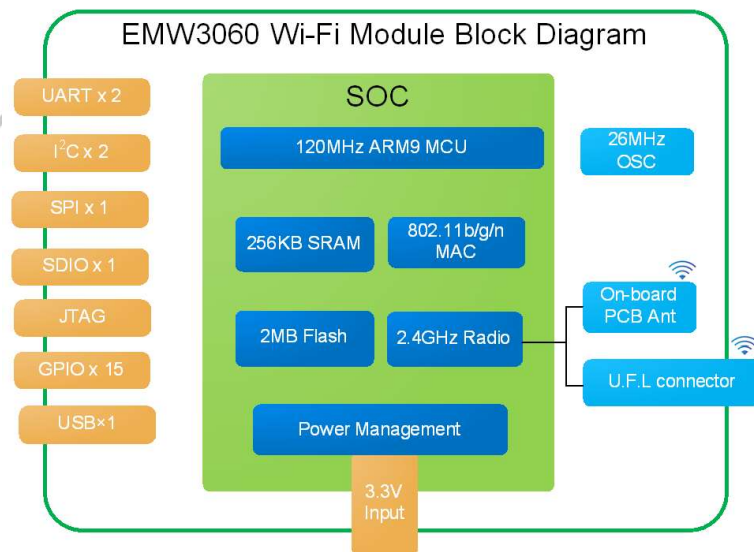 EMW3060 Wi-Fi Module Block Diagram
SOC
UART x 2
I²C x 2
SPI x 1
SDIO x 1
JTAG
GPIO x 15
USB×1
120MHz ARM9 MCU
256KB SRAM
802.11b/g/n
MAC
2MB Flash
2.4GHz Radio
Power Management
3.3V
Input
26MHz
OSC
On-board
PCB Ant
U.F.L connector